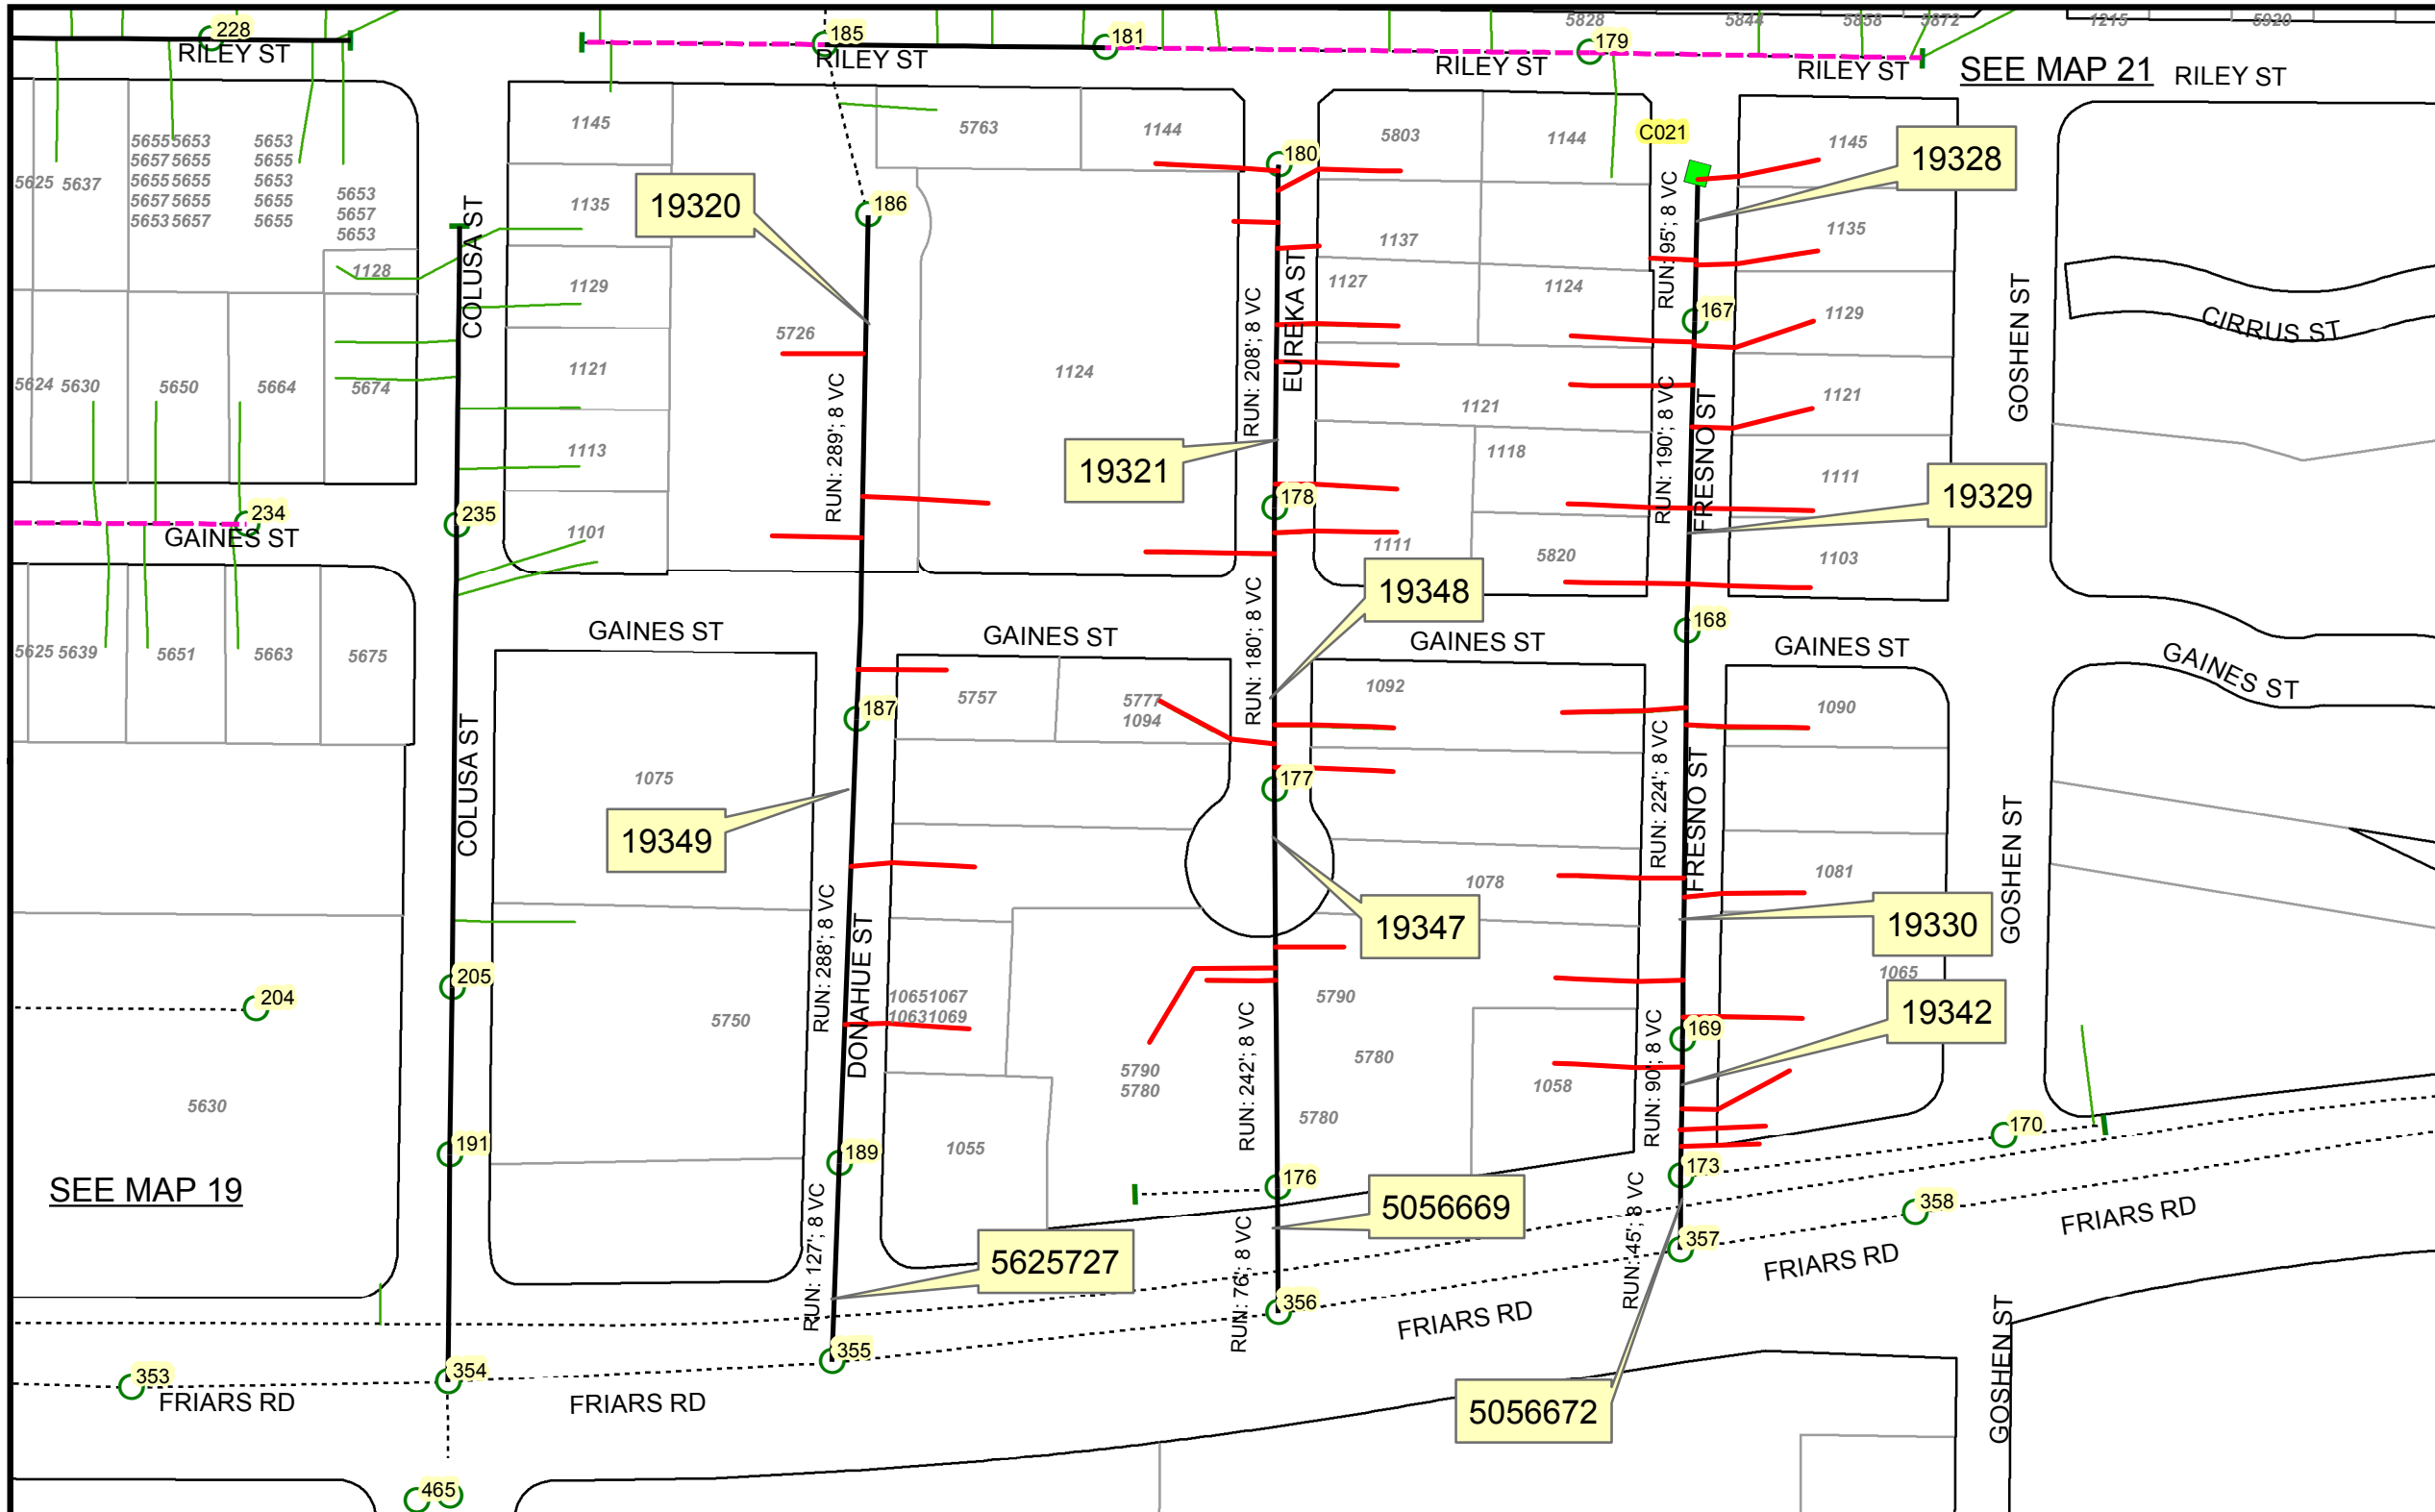 228
RILEY ST
185
RILEY ST
181
179
RILEY ST
5828
5844
5858
5872
RILEY ST
SEE MAP 21
RILEY ST
1215
5920
5625
5637
5655 5653
5657 5655
5655 5655
5657 5655
5653 5657
5653
5655
5653
5655
5655
5653
5657
5653
1128
COLUSA ST
1145
1135
1129
1121
1113
1101
5763
1144
19320
186
5726
1124
RUN: 289'; 8 VC
180
5803
1144
C021
1145
19328
1137
1127
1124
1135
1129
RUN: 95'; 8 VC
167
EUREKA ST
RUN: 208'; 8 VC
19321
1121
1118
178
1111
5820
RUN: 190'; 8 VC
FRESNO ST
1121
1111
19329
1103
GOSHEN ST
CIRRUS ST
5624
5630
5650
5664
5674
234
GAINES ST
235
5625
5639
5651
5663
5675
GAINES ST
GAINES ST
19348
RUN: 180'; 8 VC
GAINES ST
168
GAINES ST
GAINES ST
187
5757
5777
1094
1092
1090
1075
19349
177
COLUSA ST
RUN: 224'; 8 VC
FRESNO ST
1078
1081
19347
19330
GOSHEN ST
RUN: 288'; 8 VC
DONAHUE ST
204
205
5750
1065 1067
1063 1069
5790
5780
5790
5780
5780
1065
19342
169
1058
RUN: 242'; 8 VC
RUN: 90'; 8 VC
5630
191
189
1055
SEE MAP 19
176
5056669
173
170
358
FRIARS RD
357
FRIARS RD
5625727
RUN: 127'; 8 VC
RUN: 76'; 8 VC
RUN: 45'; 8 VC
356
FRIARS RD
355
354
353
FRIARS RD
FRIARS RD
5056672
GOSHEN ST
465